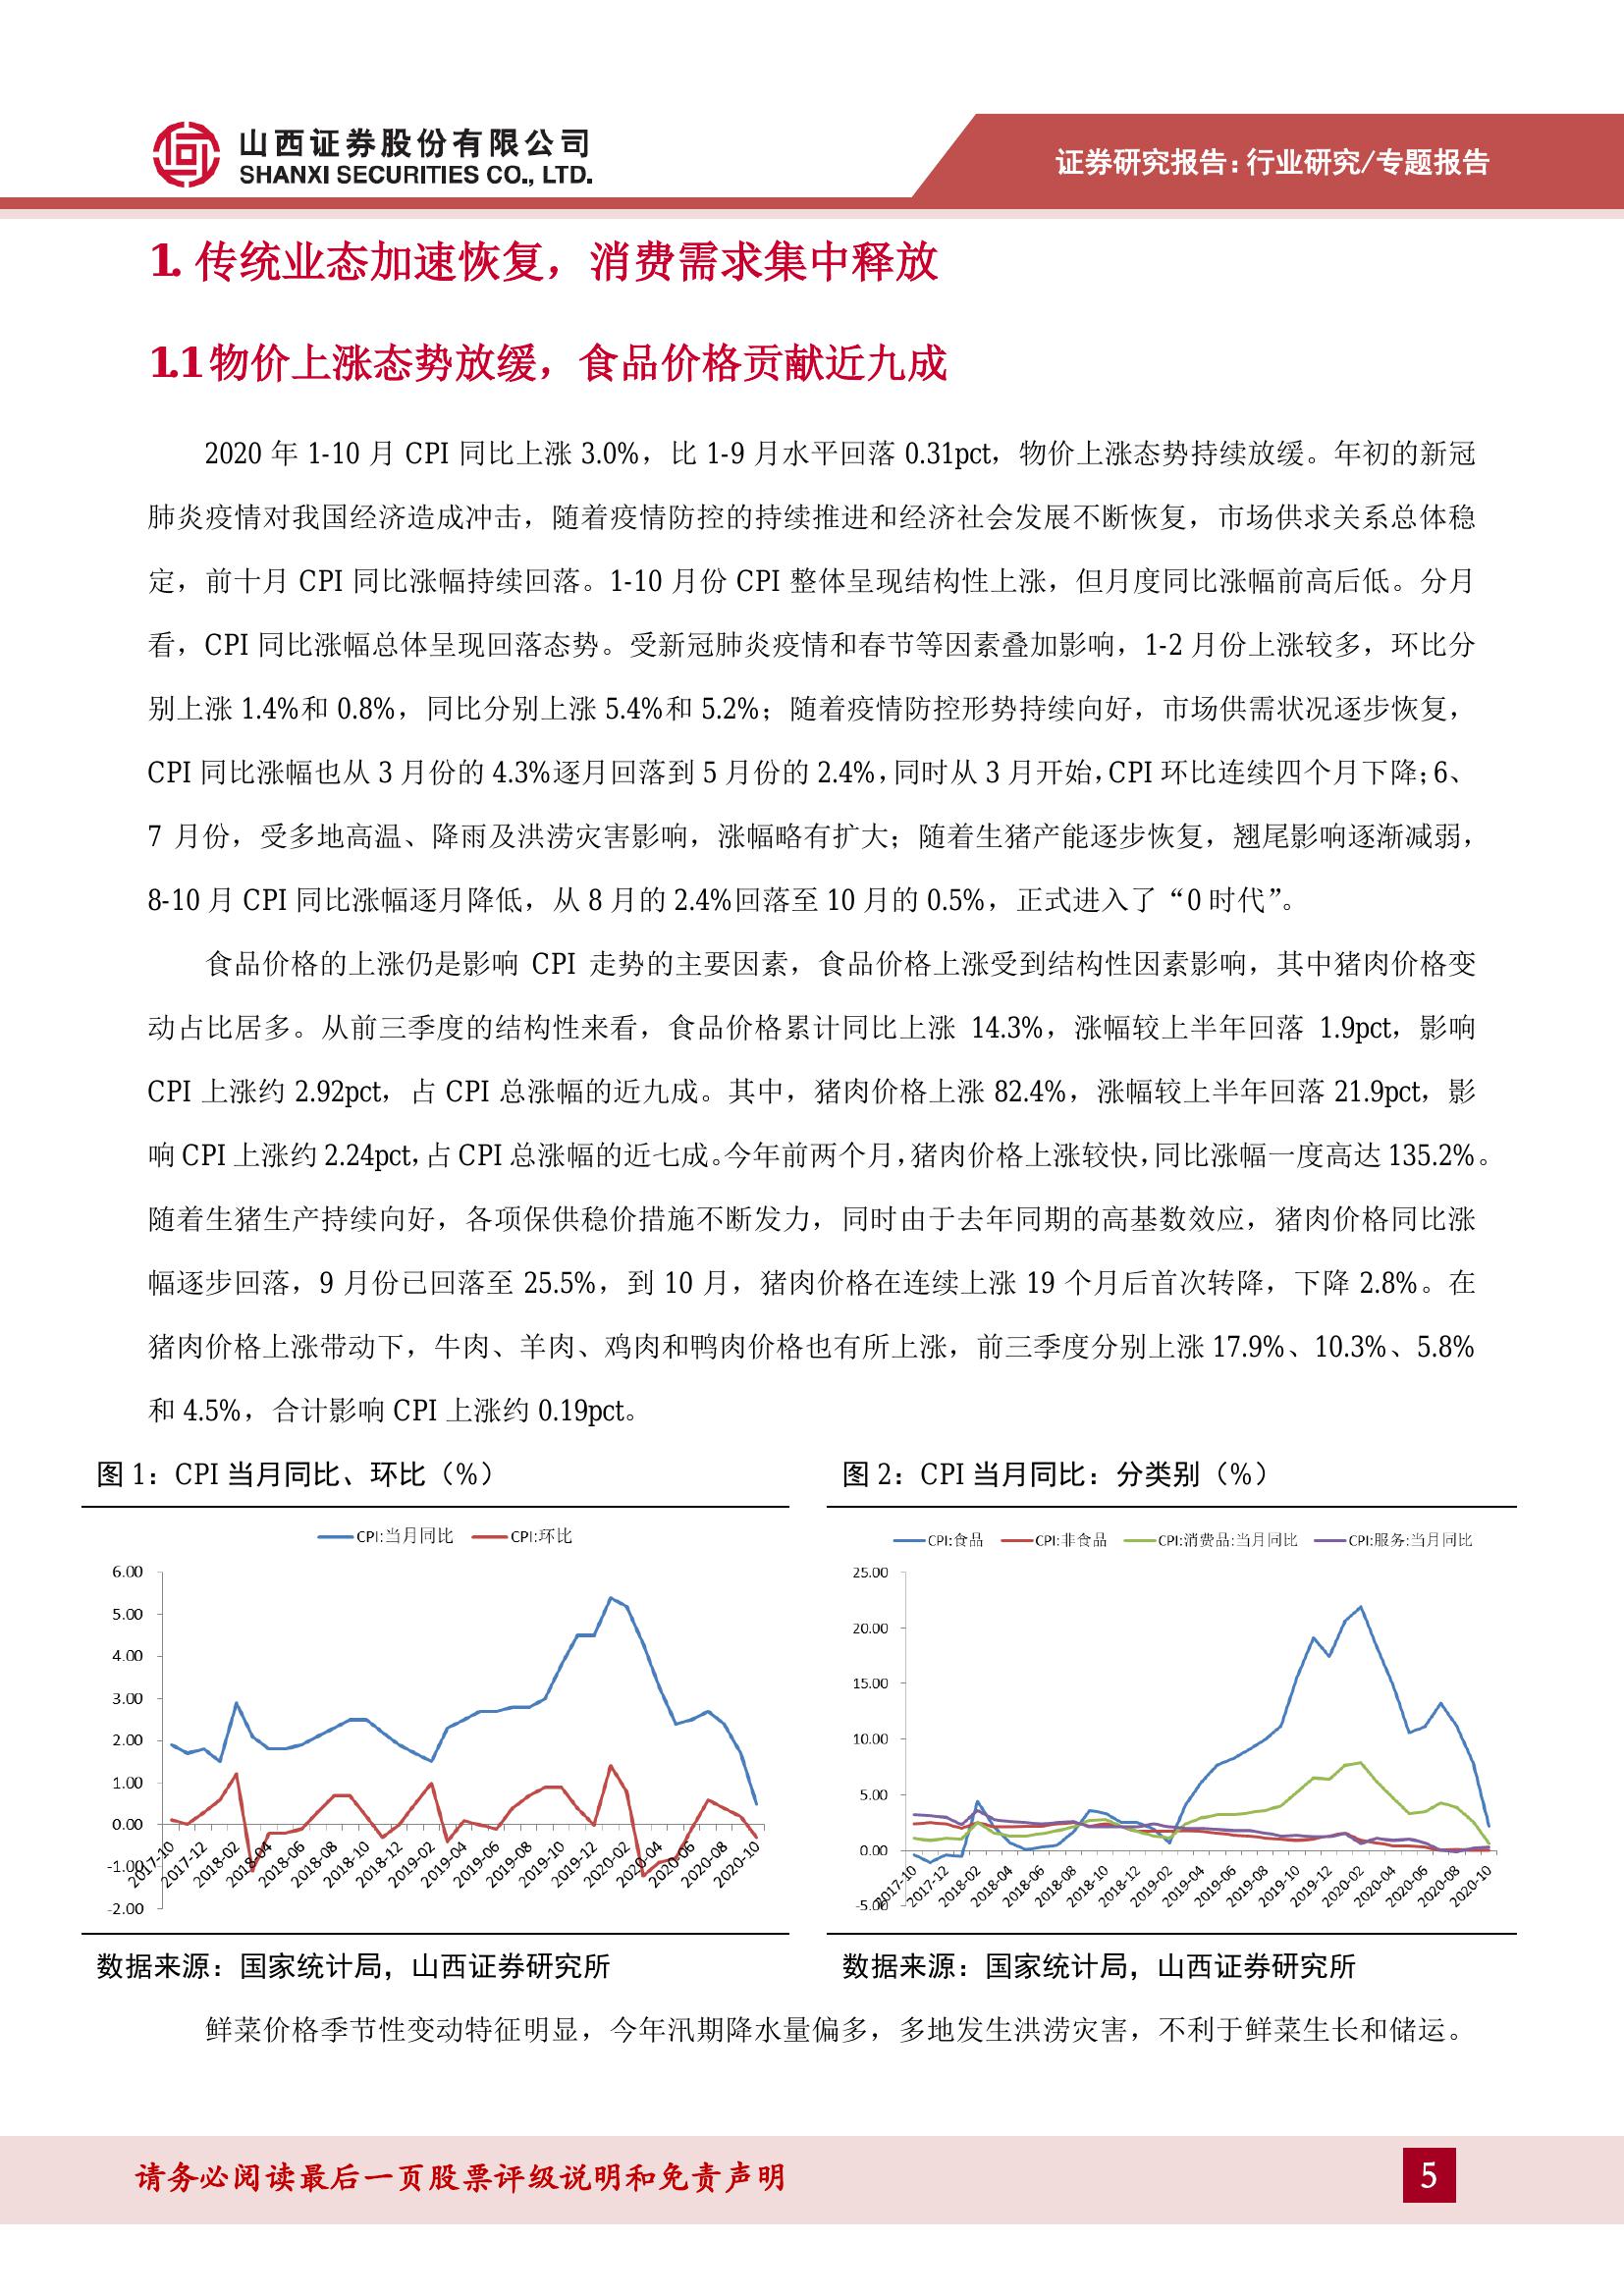 山西证券股份有限公司
SHANXI SECURITIES CO., LTD.
证券研究报告：行业研究/专题报告
1. 传统业态加速恢复，消费需求集中释放
1.1 物价上涨态势放缓，食品价格贡献近九成
2020 年 1-10 月 CPI 同比上涨 3.0%，比 1-9 月水平回落 0.31pct，物价上涨态势持续放缓。年初的新冠
肺炎疫情对我国经济造成冲击，随着疫情防控的持续推进和经济社会发展不断恢复，市场供求关系总体稳
定，前十月 CPI 同比涨幅持续回落。1-10 月份 CPI 整体呈现结构性上涨，但月度同比涨幅前高后低。分月
看，CPI 同比涨幅总体呈现回落态势。受新冠肺炎疫情和春节等因素叠加影响，1-2 月份上涨较多，环比分
别上涨 1.4%和 0.8%，同比分别上涨 5.4%和 5.2%；随着疫情防控形势持续向好，市场供需状况逐步恢复，
CPI 同比涨幅也从 3 月份的 4.3%逐月回落到 5 月份的 2.4%，同时从 3 月开始，CPI 环比连续四个月下降；6、
7 月份，受多地高温、降雨及洪涝灾害影响，涨幅略有扩大；随着生猪产能逐步恢复，翘尾影响逐渐减弱，
8-10 月 CPI 同比涨幅逐月降低，从 8 月的 2.4%回落至 10 月的 0.5%，正式进入了“0 时代”。
食品价格的上涨仍是影响 CPI 走势的主要因素，食品价格上涨受到结构性因素影响，其中猪肉价格变
动占比居多。从前三季度的结构性来看，食品价格累计同比上涨 14.3%，涨幅较上半年回落 1.9pct，影响
CPI 上涨约 2.92pct，占 CPI 总涨幅的近九成。其中，猪肉价格上涨 82.4%，涨幅较上半年回落 21.9pct，影
响 CPI 上涨约 2.24pct，占 CPI 总涨幅的近七成。今年前两个月，猪肉价格上涨较快，同比涨幅一度高达 135.2%。
随着生猪生产持续向好，各项保供稳价措施不断发力，同时由于去年同期的高基数效应，猪肉价格同比涨
幅逐步回落，9 月份已回落至 25.5%，到 10 月，猪肉价格在连续上涨 19 个月后首次转降，下降 2.8%。在
猪肉价格上涨带动下，牛肉、羊肉、鸡肉和鸭肉价格也有所上涨，前三季度分别上涨 17.9%、10.3%、5.8%
和 4.5%，合计影响 CPI 上涨约 0.19pct。
图 1：CPI 当月同比、环比（%）
CPI:当月同比 CPI:环比
6.00
5.00
4.00
3.00
2.00
1.00
0.00
-1.00
-2.00
2017-10 2017-12 2018-02 2018-04 2018-06 2018-08 2018-10 2018-12 2019-02 2019-04 2019-06 2019-08 2019-10 2019-12 2020-02 2020-04 2020-06 2020-08 2020-10
数据来源：国家统计局，山西证券研究所
图 2：CPI 当月同比：分类别（%）
CPI:食品 CPI:非食品 CPI:消费品:当月同比 CPI:服务:当月同比
25.00
20.00
15.00
10.00
5.00
0.00
-5.00
2017-10 2017-12 2018-02 2018-04 2018-06 2018-08 2018-10 2018-12 2019-02 2019-04 2019-06 2019-08 2019-10 2019-12 2020-02 2020-04 2020-06 2020-08 2020-10
数据来源：国家统计局，山西证券研究所
鲜菜价格季节性变动特征明显，今年汛期降水量偏多，多地发生洪涝灾害，不利于鲜菜生长和储运。
请务必阅读最后一页股票评级说明和免责声明
5